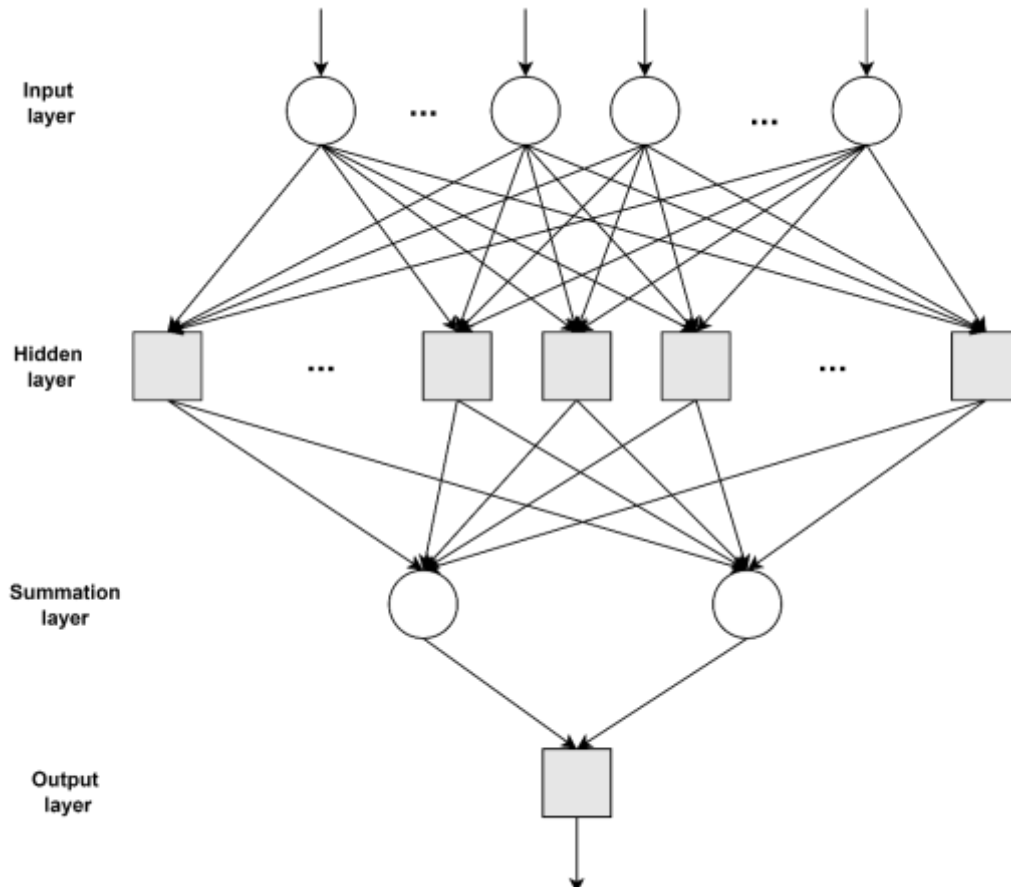 Input
layer
...
...
Hidden
layer
...
...
Summation
layer
Output
layer